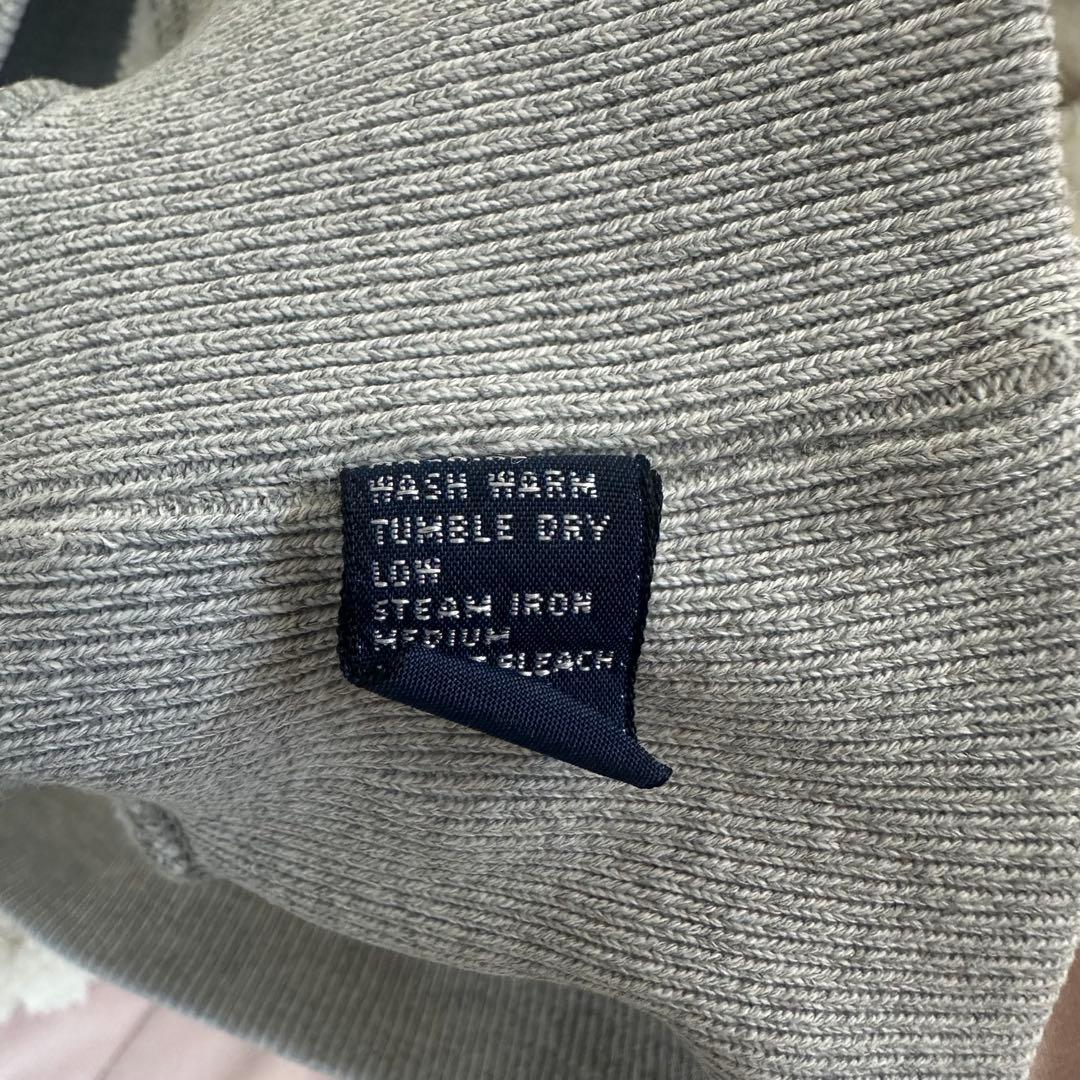 WASH WARM
TUMBLE DRY
LOW
STEAM IRON
MEDIUM
BLEACH